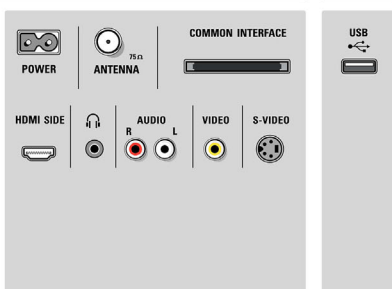 COMMON INTERFACE
USB
75Ω
POWER
ANTENNA
HDMI SIDE
AUDIO
VIDEO
S-VIDEO
R
L